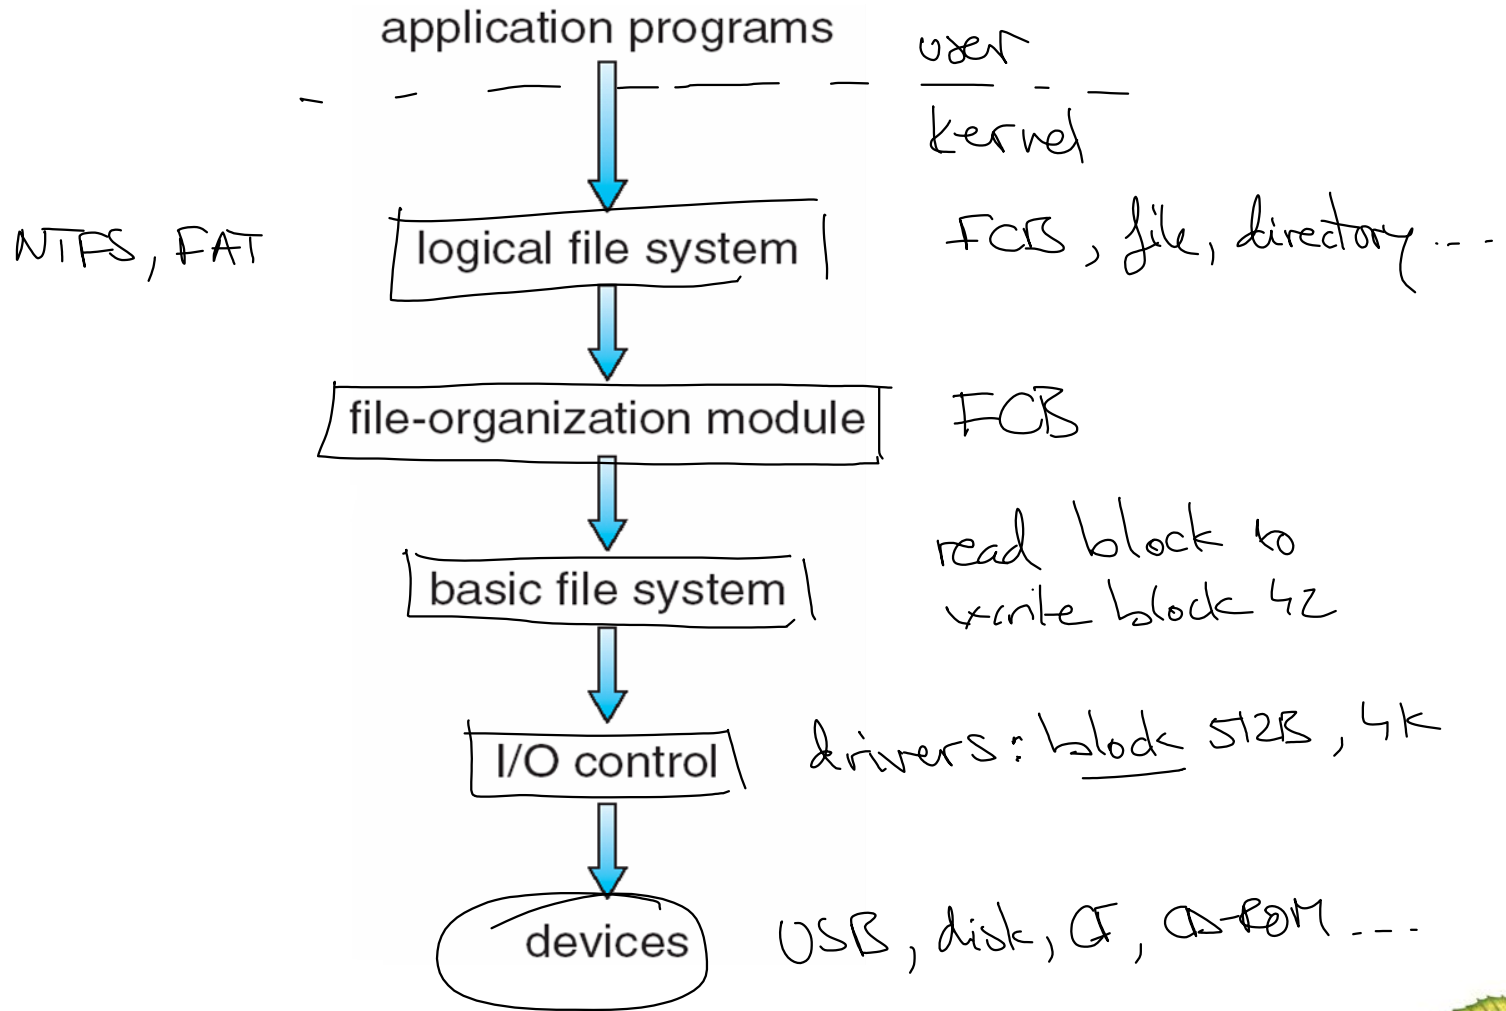 application programs
user
kernel
NTFS, FAT
logical file system
FCB, file, directory ...
file-organization module
FCB
read block to
basic file system
write block 42
I/O control
drivers: block 512B, 4K
devices
USB, disk, CF, CD-ROM ....